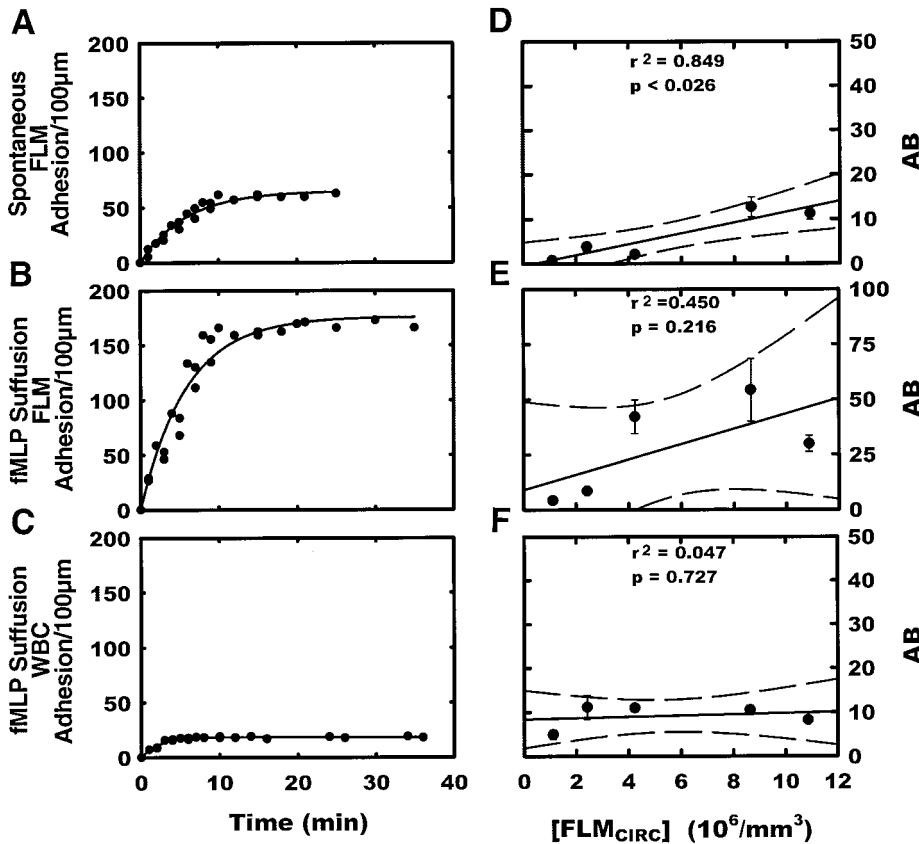 A
Spontaneous
FLM
Adhesion/100µm
200
150
100
50
0
D
r² = 0.849
p < 0.026
50
40
30
20
10
0
AB
B
fMLP Suffusion
FLM
Adhesion/100µm
200
150
100
50
0
E
r² = 0.450
p = 0.216
100
75
50
25
0
AB
C
fMLP Suffusion
WBC
Adhesion/100µm
200
150
100
50
0
0 10 20 30 40
Time (min)
F
r² = 0.047
p = 0.727
50
40
30
20
10
0
AB
0 2 4 6 8 10 12
[FLM_CIRC] (10⁶/mm³)